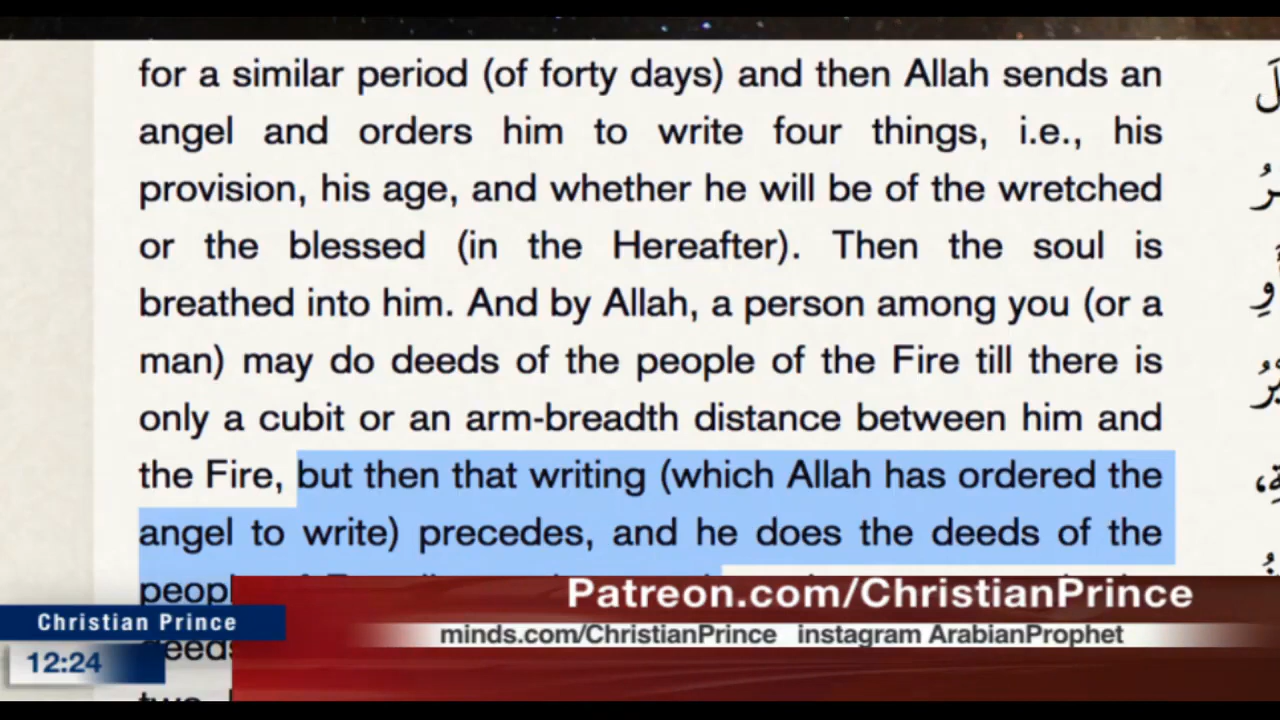 for a similar period (of forty days) and then Allah sends an
angel and orders him to write four things, i.e., his
provision, his age, and whether he will be of the wretched
or the blessed (in the Hereafter). Then the soul is
breathed into him. And by Allah, a person among you (or a
man) may do deeds of the people of the Fire till there is
only a cubit or an arm-breadth distance between him and
the Fire, but then that writing (which Allah has ordered the
angel to write) precedes, and he does the deeds of the
Patreon.com/ChristianPrince
Christian Prince
minds.com/ChristianPrince instagram ArabianProphet
12:24